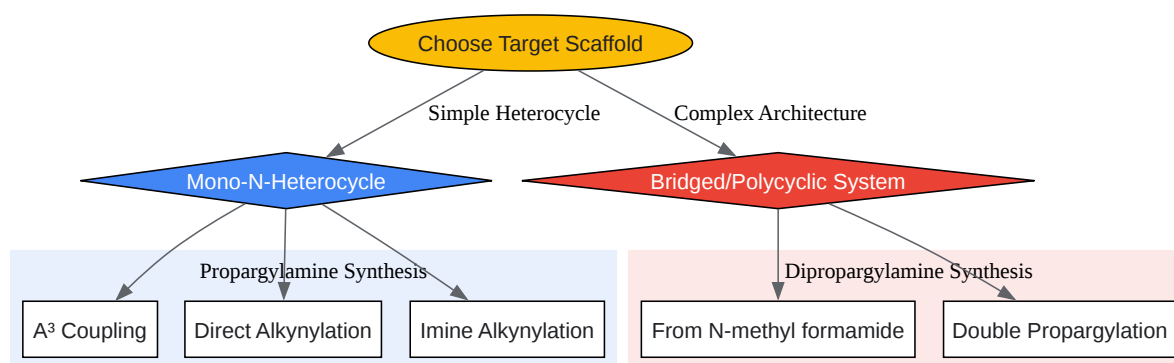 Choose Target Scaffold
Simple Heterocycle
Complex Architecture
Mono-N-Heterocycle
Bridged/Polycyclic System
Propargylamine Synthesis
Dipropargylamine Synthesis
A³ Coupling
Direct Alkynylation
Imine Alkynylation
From N-methyl formamide
Double Propargylation